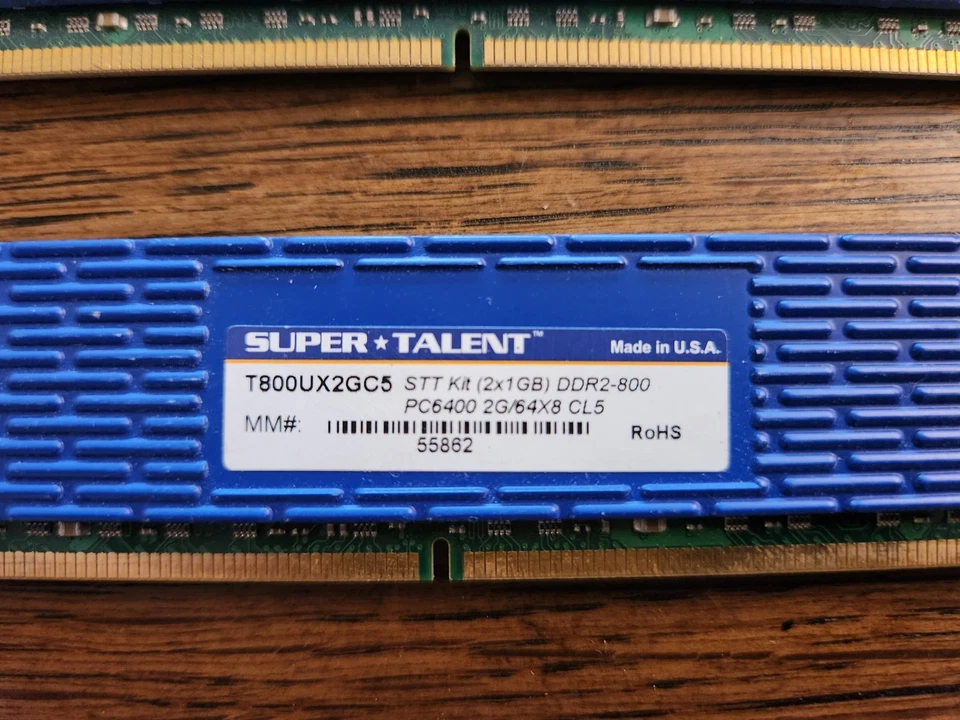 SUPER★TALENT™ Made in U.S.A.
T800UX2GC5 STT Kit (2x1GB) DDR2-800
PC6400 2G/64X8 CL5
MM#:
55862
RoHS